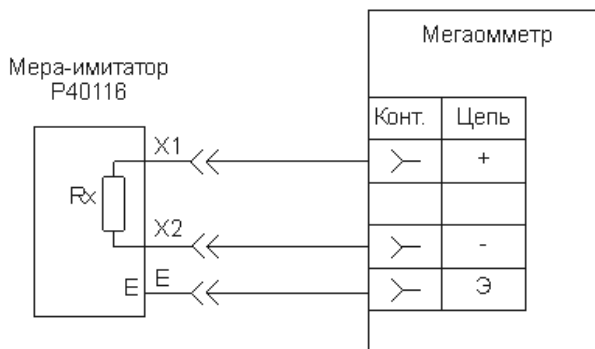 Мегаомметр
Мера-имитатор
Р40116
Конт. Цепь
X1
+
Rx
X2
-
E E
Э